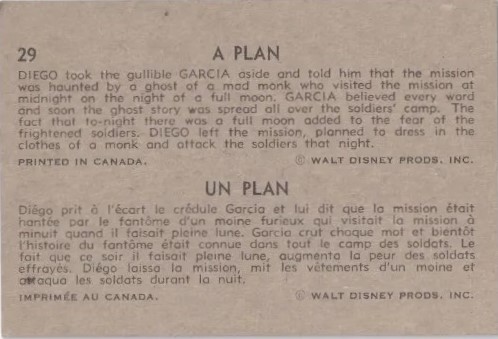 29
A PLAN
DIEGO took the gullible GARCIA aside and told him that the mission
was haunted by a ghost of a mad monk who visited the mission at
midnight on the night of a full moon. GARCIA believed every word
and soon the ghost story was spread all over the soldiers' camp. The
fact that to-night there was a full moon added to the fear of the
frightened soldiers. DIEGO left the mission, planned to dress in the
clothes of a monk and attack the soldiers that night.
PRINTED IN CANADA. © WALT DISNEY PRODS. INC.
UN PLAN
Diégo prit à l'écart le crédule Garcia et lui dit que la mission était
hantée par le fantôme d'un moine furieux qui visitait la mission à
minuit quand il faisait pleine lune. Garcia crut chaque mot et bientôt
l'histoire du fantôme était connue dans tout le camp des soldats. Le
fait que ce soir il faisait pleine lune, augmenta la peur des soldats
effrayés. Diégo laissa la mission, mit les vêtements d'un moine et
attaqua les soldats durant la nuit.
IMPRIMÉE AU CANADA. © WALT DISNEY PRODS. INC.